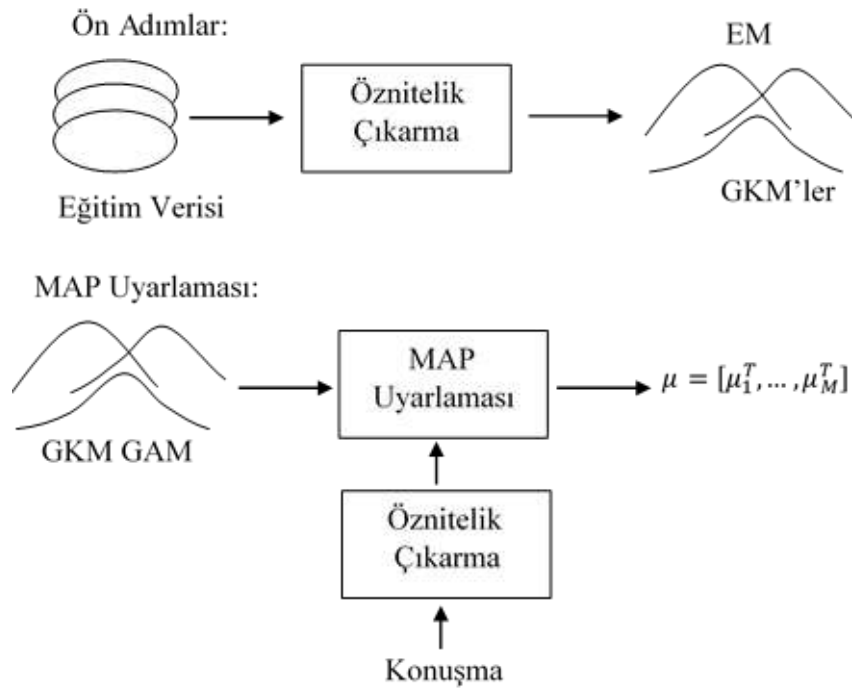 Ön Adımlar:
EM
Öznitelik
Çıkarma
Eğitim Verisi
GKM'ler
MAP Uyarlaması:
MAP
Uyarlaması
μ = [μ₁ᵀ, … , μ_Mᵀ]
GKM GAM
Öznitelik
Çıkarma
Konuşma